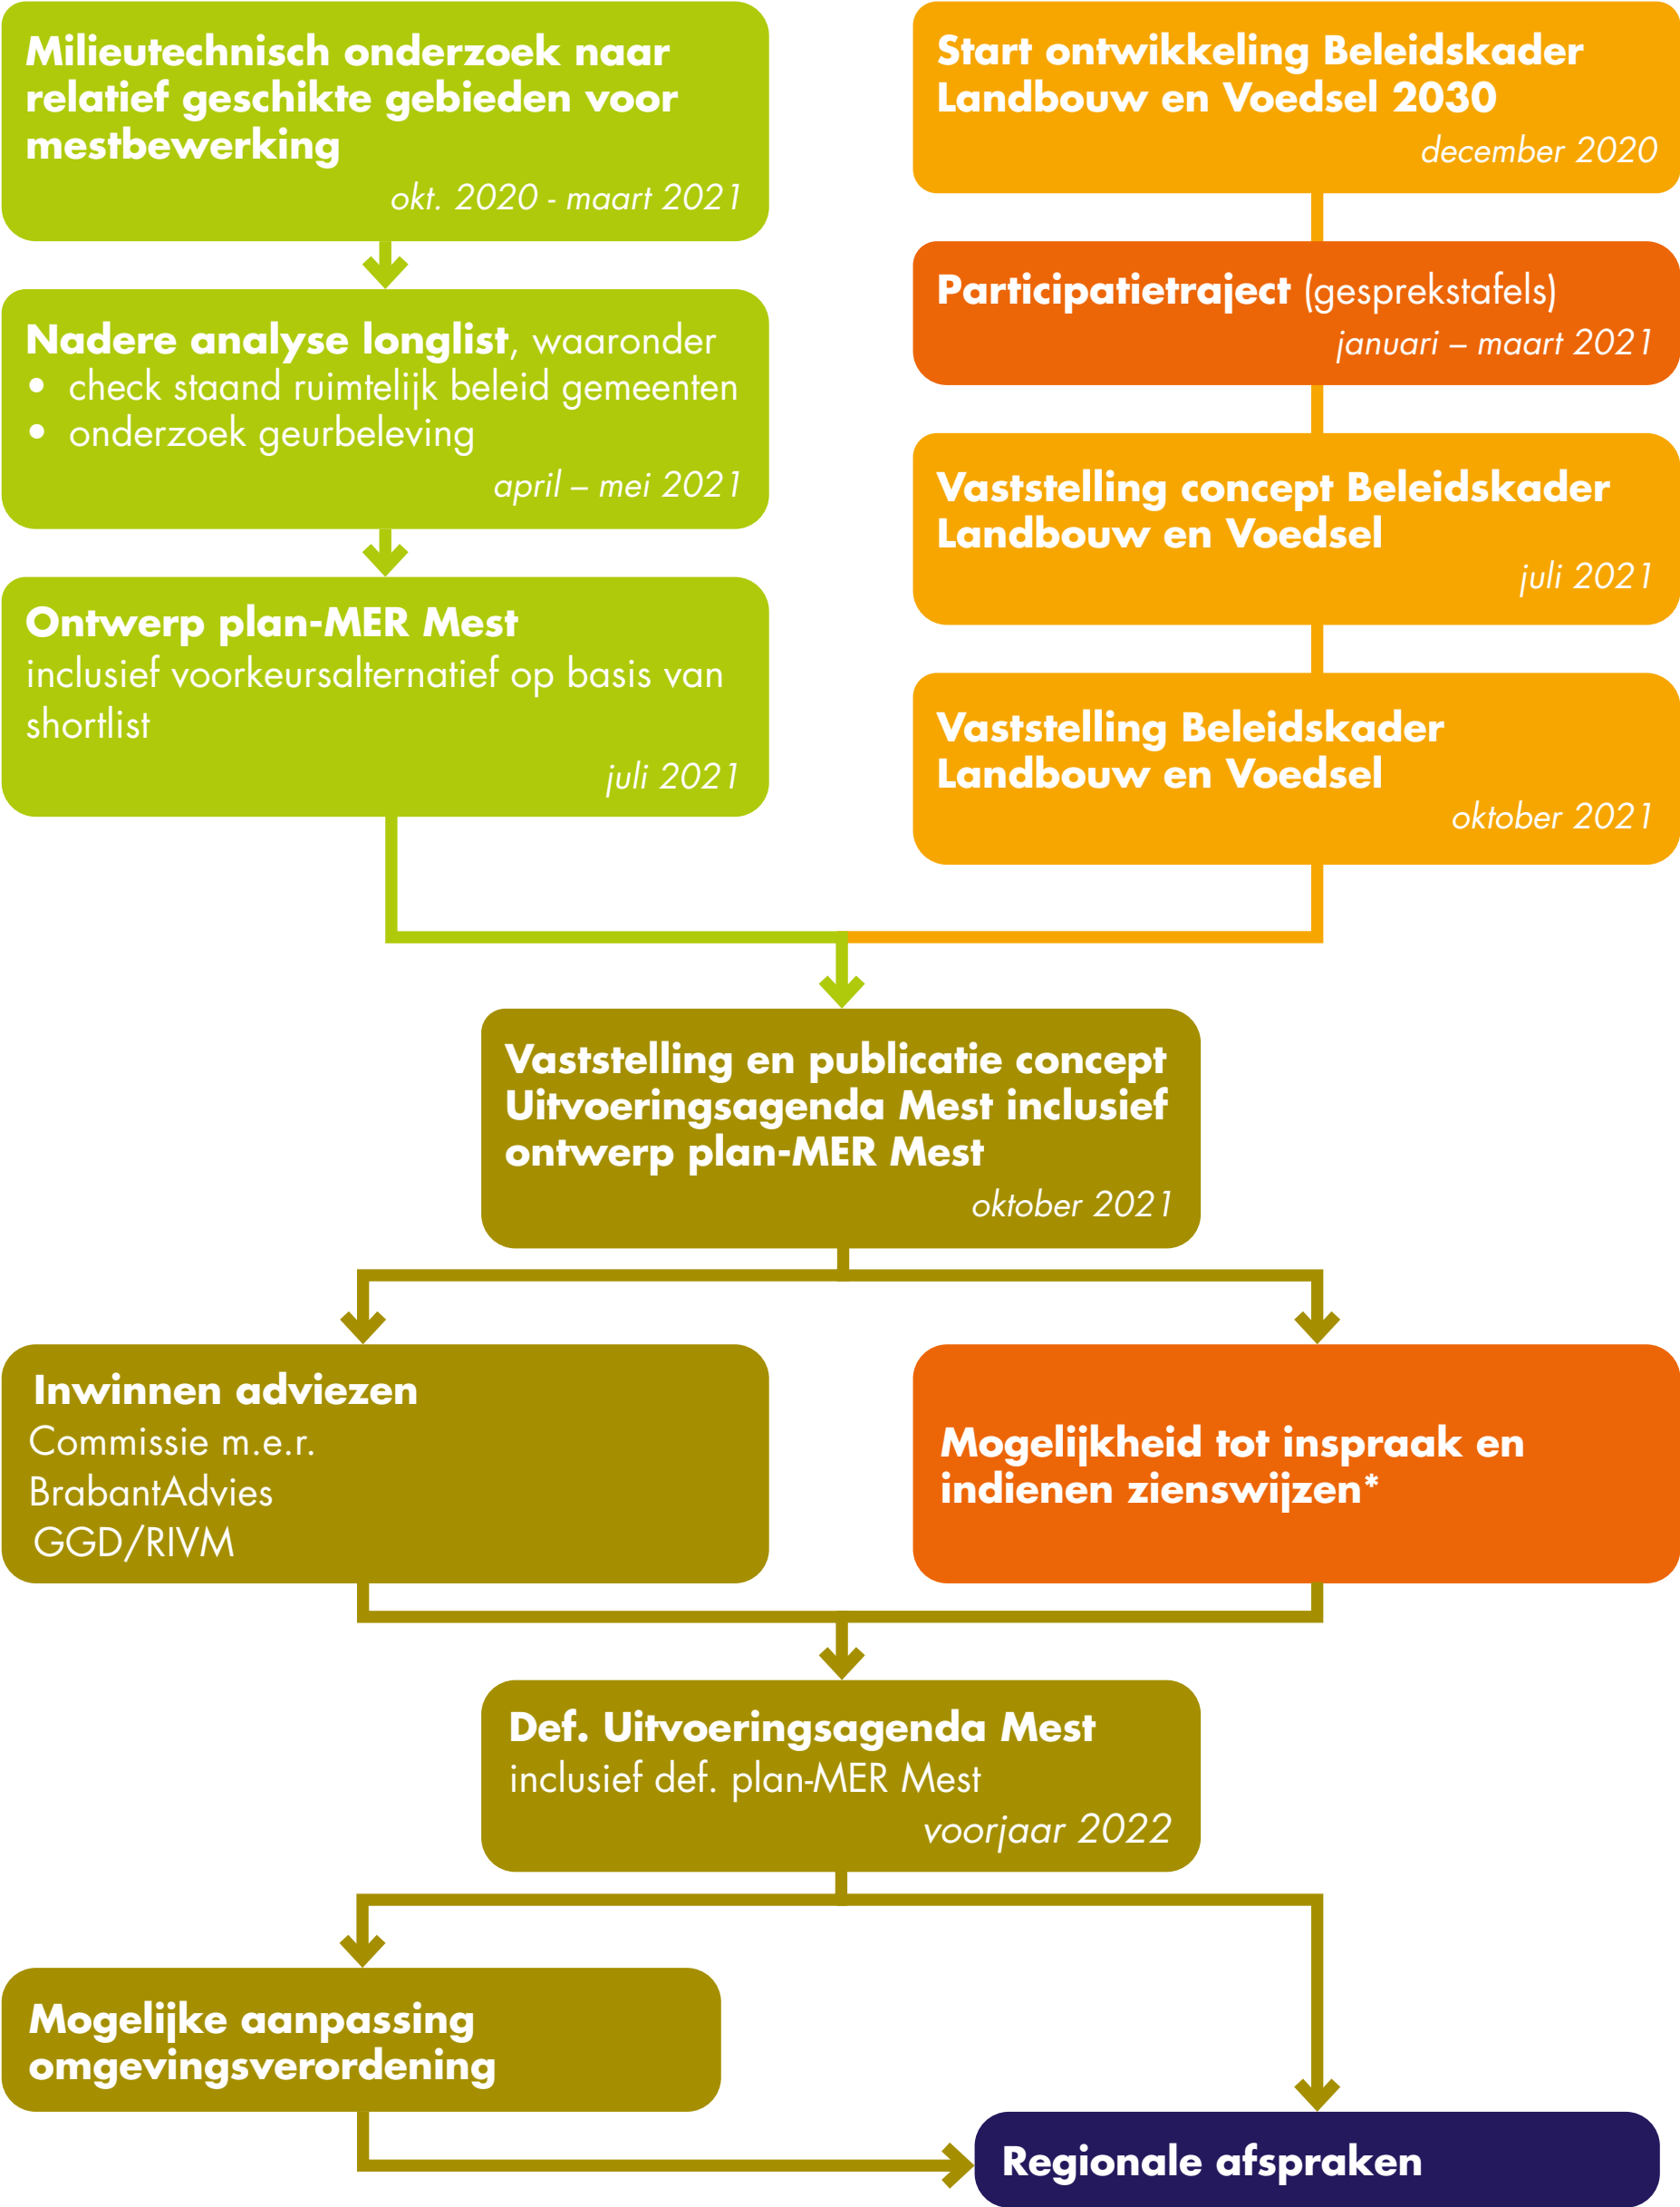 Milieutechnisch onderzoek naar
relatief geschikte gebieden voor
mestbewerking
okt. 2020 - maart 2021
Nadere analyse longlist, waaronder
• check staand ruimtelijk beleid gemeenten
• onderzoek geurbeleving
april – mei 2021
Ontwerp plan-MER Mest
inclusief voorkeursalternatief op basis van
shortlist
juli 2021
Start ontwikkeling Beleidskader
Landbouw en Voedsel 2030
december 2020
Participatietraject (gesprekstafels)
januari – maart 2021
Vaststelling concept Beleidskader
Landbouw en Voedsel
juli 2021
Vaststelling Beleidskader
Landbouw en Voedsel
oktober 2021
Vaststelling en publicatie concept
Uitvoeringsagenda Mest inclusief
ontwerp plan-MER Mest
oktober 2021
Inwinnen adviezen
Commissie m.e.r.
BrabantAdvies
GGD/RIVM
Mogelijkheid tot inspraak en
indienen zienswijzen*
Def. Uitvoeringsagenda Mest
inclusief def. plan-MER Mest
voorjaar 2022
Mogelijke aanpassing
omgevingsverordening
Regionale afspraken